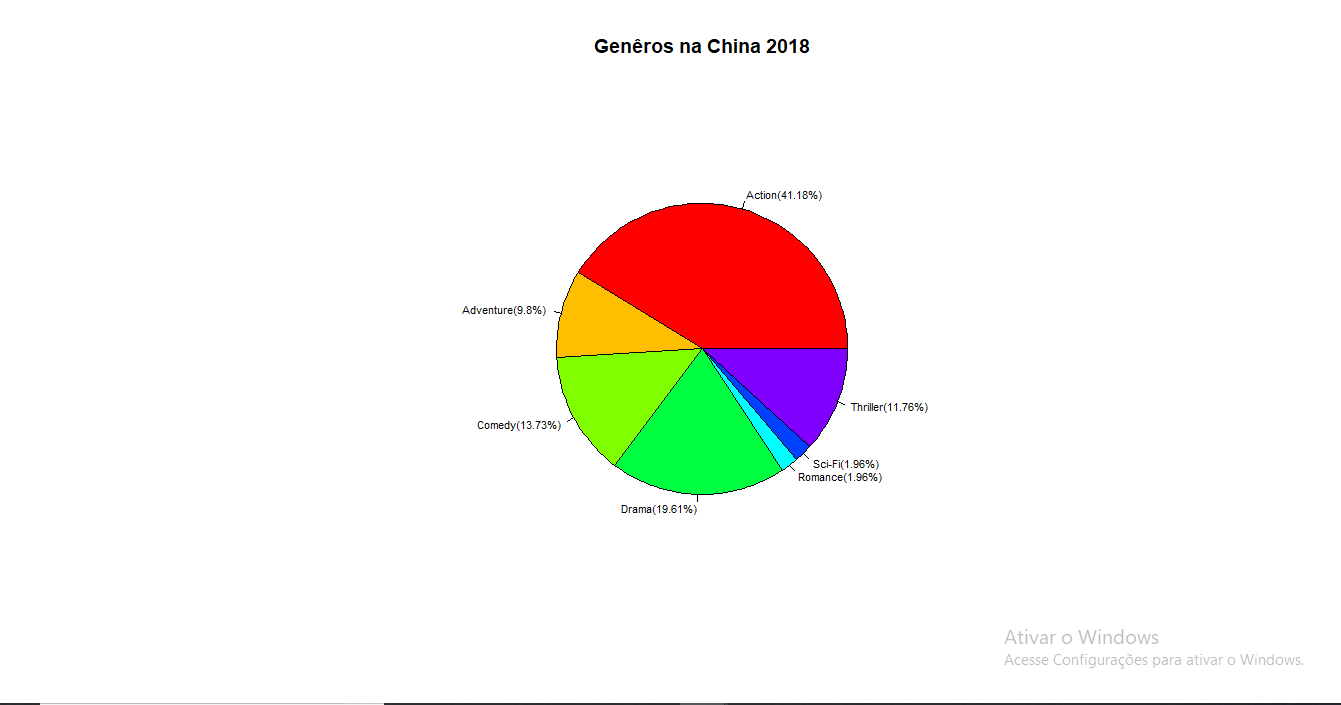 Genêros na China 2018
Action(41.18%)
Adventure(9.8%)
Comedy(13.73%)
Drama(19.61%)
Thriller(11.76%)
Sci-Fi(1.96%)
Romance(1.96%)
Ativar o Windows
Acesse Configurações para ativar o Windows.